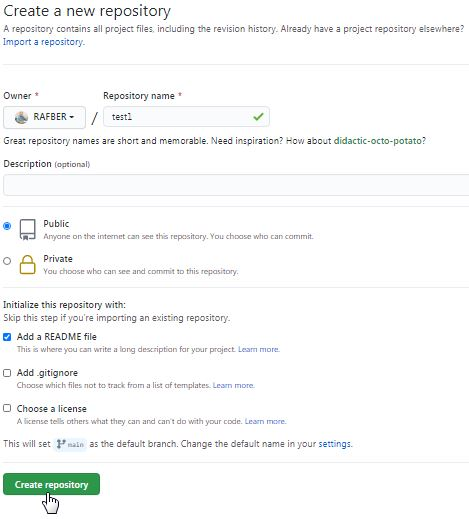 Create a new repository
A repository contains all project files, including the revision history. Already have a project repository elsewhere?
Import a repository.
Owner * Repository name *
RAFBER / test1
Great repository names are short and memorable. Need inspiration? How about didactic-octo-potato?
Description (optional)
Public
Anyone on the internet can see this repository. You choose who can commit.
Private
You choose who can see and commit to this repository.
Initialize this repository with:
Skip this step if you're importing an existing repository.
Add a README file
This is where you can write a long description for your project. Learn more.
Add .gitignore
Choose which files not to track from a list of templates. Learn more.
Choose a license
A license tells others what they can and can't do with your code. Learn more.
This will set main as the default branch. Change the default name in your settings.
Create repository